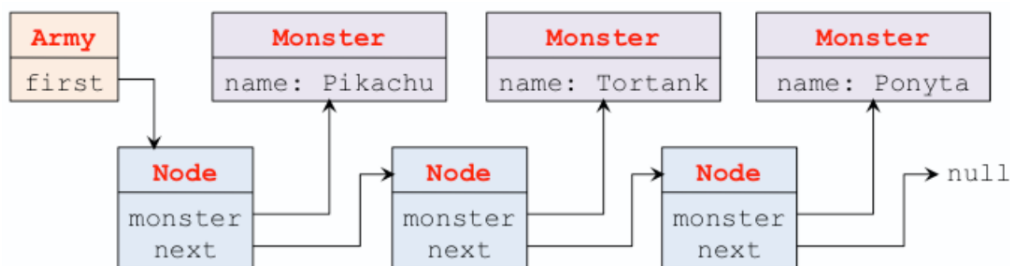 Army
first
Monster
name: Pikachu
Monster
name: Tortank
Monster
name: Ponyta
Node
monster
next
Node
monster
next
Node
monster
next
null